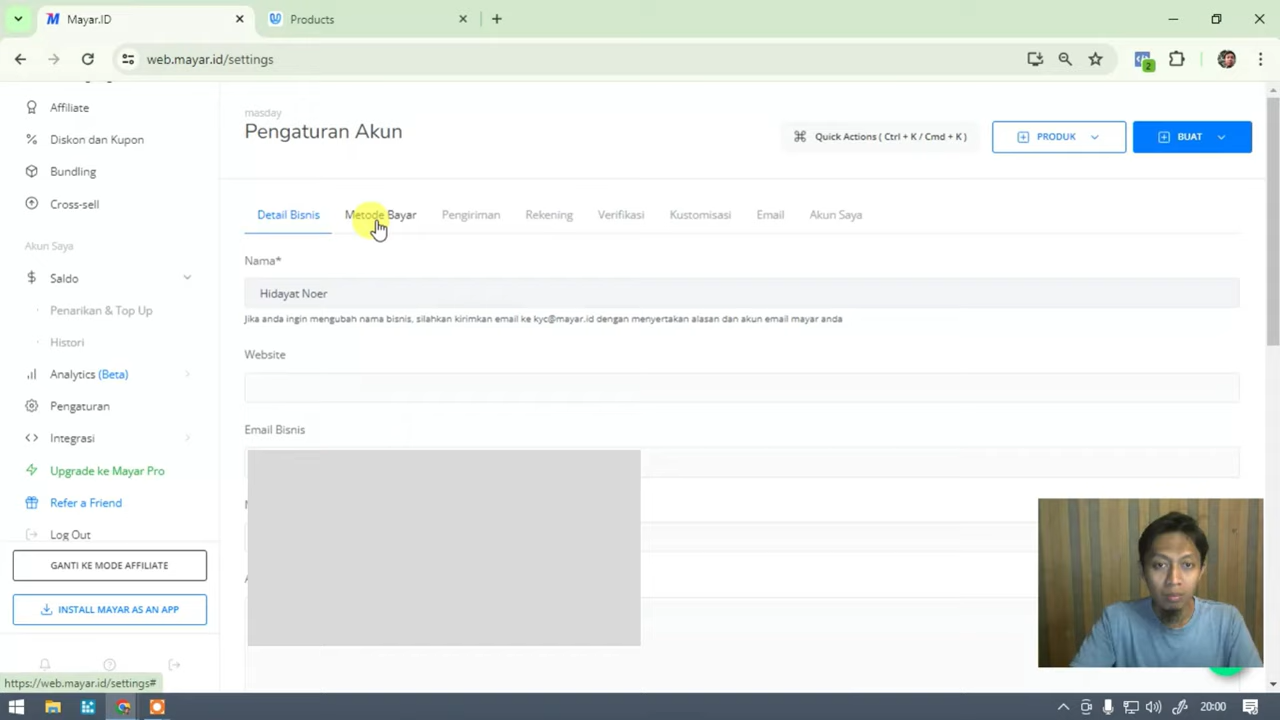 Mayar.ID
Products
web.mayar.id/settings
2
Affiliate
Diskon dan Kupon
Bundling
Cross-sell
Akun Saya
Saldo
Penarikan & Top Up
Histori
Analytics (Beta)
Pengaturan
Integrasi
Upgrade ke Mayar Pro
Refer a Friend
Log Out
GANTI KE MODE AFFILIATE
INSTALL MAYAR AS AN APP
masday
Pengaturan Akun
Quick Actions ( Ctrl + K / Cmd + K )
PRODUK
BUAT
Detail Bisnis
Metode Bayar
Pengiriman
Rekening
Verifikasi
Kustomisasi
Email
Akun Saya
Nama*
Hidayat Noer
Jika anda ingin mengubah nama bisnis, silahkan kirimkan email ke kyc@mayar.id dengan menyertakan alasan dan akun email mayar anda
Website
Email Bisnis
https://web.mayar.id/settings#
20:00